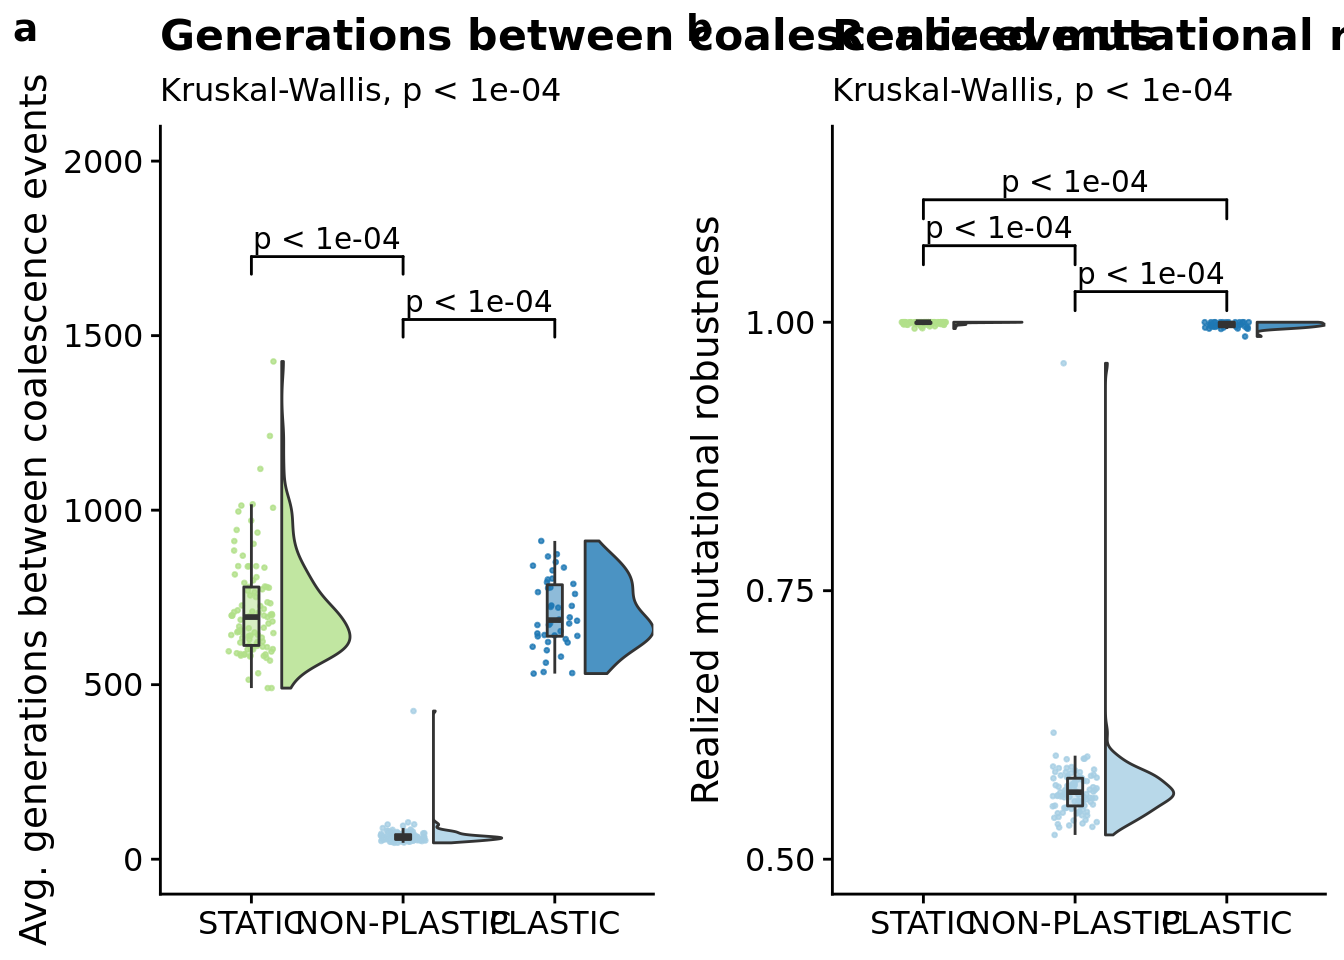 a
Generations between coalescence events
Kruskal-Wallis, p < 1e-04
Avg. generations between coalescence events
2000
1500
1000
500
0
p < 1e-04
p < 1e-04
STATIC
NON-PLASTIC
PLASTIC
b
Realized mutational
Kruskal-Wallis, p < 1e-04
Realized mutational robustness
1.00
0.75
0.50
p < 1e-04
p < 1e-04
p < 1e-04
STATIC
NON-PLASTIC
PLASTIC